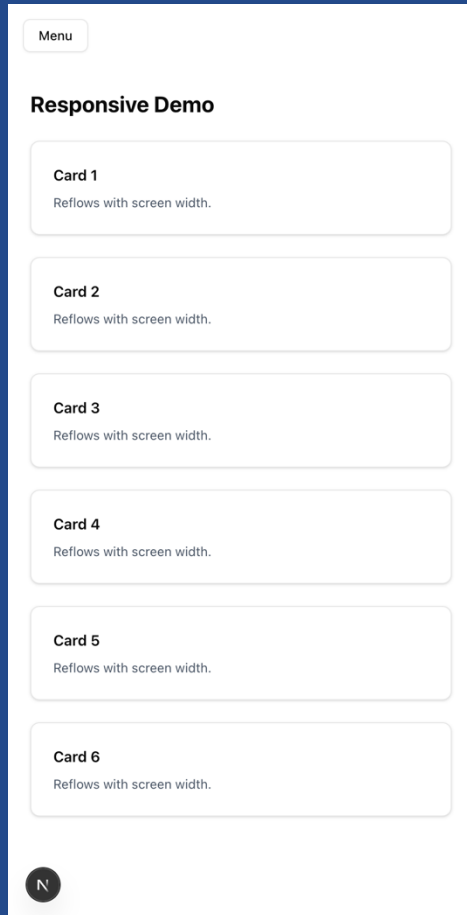 Menu
Responsive Demo
Card 1
Reflows with screen width.
Card 2
Reflows with screen width.
Card 3
Reflows with screen width.
Card 4
Reflows with screen width.
Card 5
Reflows with screen width.
Card 6
Reflows with screen width.
N